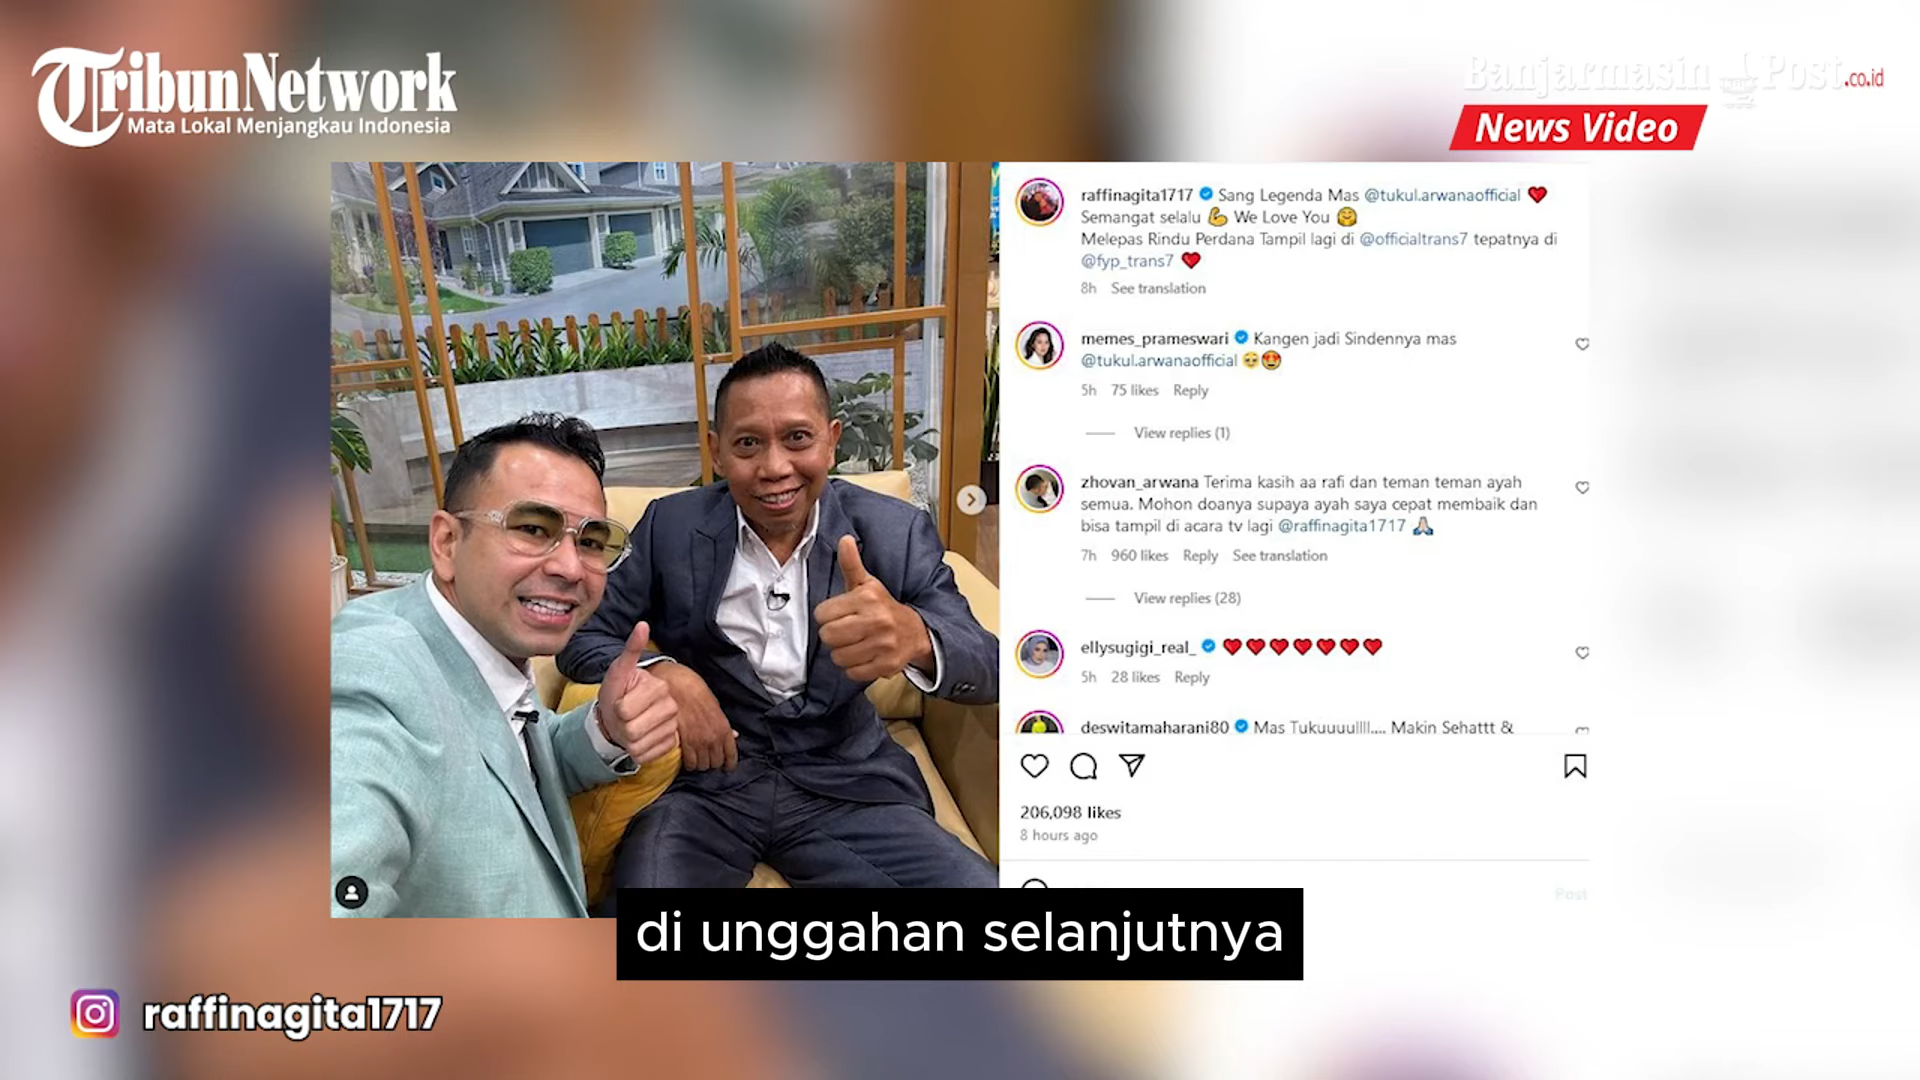 TribunNetwork
Mata Lokal Menjangkau Indonesia
Banjarmasin Post.co.id
News Video
raffinagita1717 Sang Legenda Mas @tukul.arwanaofficial ❤️
Semangat selalu 💪 We Love You 🤗
Melepas Rindu Perdana Tampil lagi di @officialtrans7 tepatnya di
@fyp_trans7 ❤️
8h See translation
memes_prameswari Kangen jadi Sindennya mas
@tukul.arwanaofficial 🥹😍
5h 75 likes Reply
View replies (1)
zhovan_arwana Terima kasih aa rafi dan teman teman ayah
semua. Mohon doanya supaya ayah saya cepat membaik dan
bisa tampil di acara tv lagi @raffinagita1717 🙏🏻
7h 960 likes Reply See translation
View replies (28)
ellysugigi_real_ ❤️❤️❤️❤️❤️❤️❤️
5h 28 likes Reply
deswitamaharani80 Mas Tukuuuullll.... Makin Sehattt &
206,098 likes
8 hours ago
Post
di unggahan selanjutnya
raffinagita1717